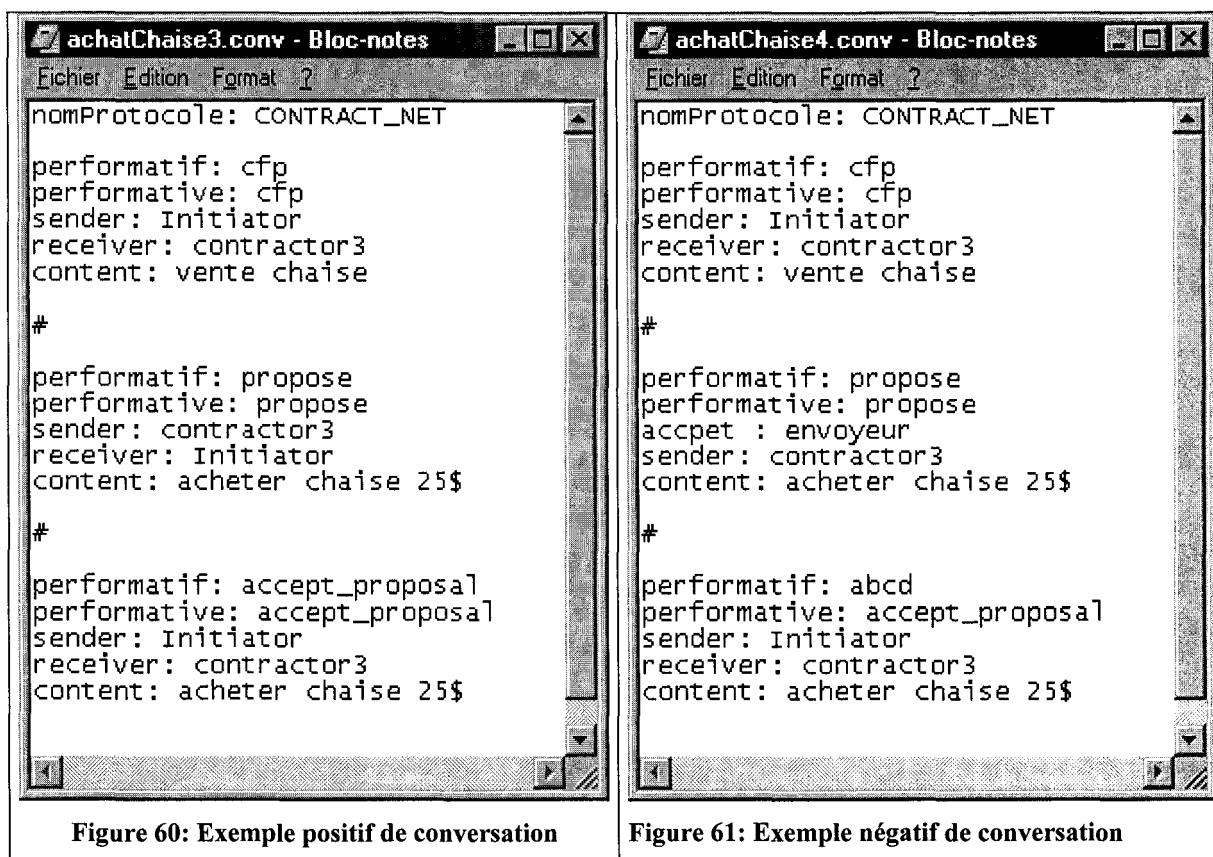 achatChaise3.conv - Bloc-notes
Fichier Edition Format ?
nomProtocole: CONTRACT_NET
performatif: cfp
performative: cfp
sender: Initiator
receiver: contractor3
content: vente chaise
#
performatif: propose
performative: propose
sender: contractor3
receiver: Initiator
content: acheter chaise 25$
#
performatif: accept_proposal
performative: accept_proposal
sender: Initiator
receiver: contractor3
content: acheter chaise 25$
Figure 60: Exemple positif de conversation
achatChaise4.conv - Bloc-notes
Fichier Edition Format ?
nomProtocole: CONTRACT_NET
performatif: cfp
performative: cfp
sender: Initiator
receiver: contractor3
content: vente chaise
#
performatif: propose
performative: propose
accpet : envoyeur
sender: contractor3
content: acheter chaise 25$
#
performatif: abcd
performative: accept_proposal
sender: Initiator
receiver: contractor3
content: acheter chaise 25$
Figure 61: Exemple négatif de conversation